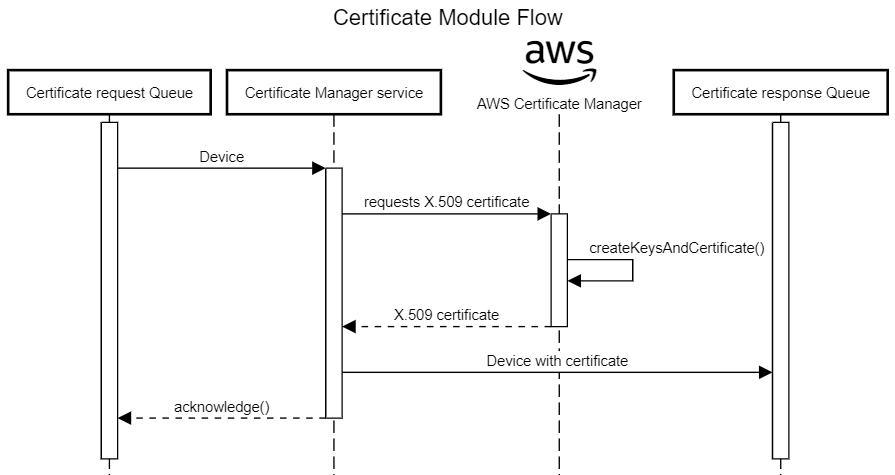 Certificate Module Flow
aws
Certificate request Queue
Certificate Manager service
AWS Certificate Manager
Certificate response Queue
Device
requests X.509 certificate
createKeysAndCertificate()
X.509 certificate
Device with certificate
acknowledge()